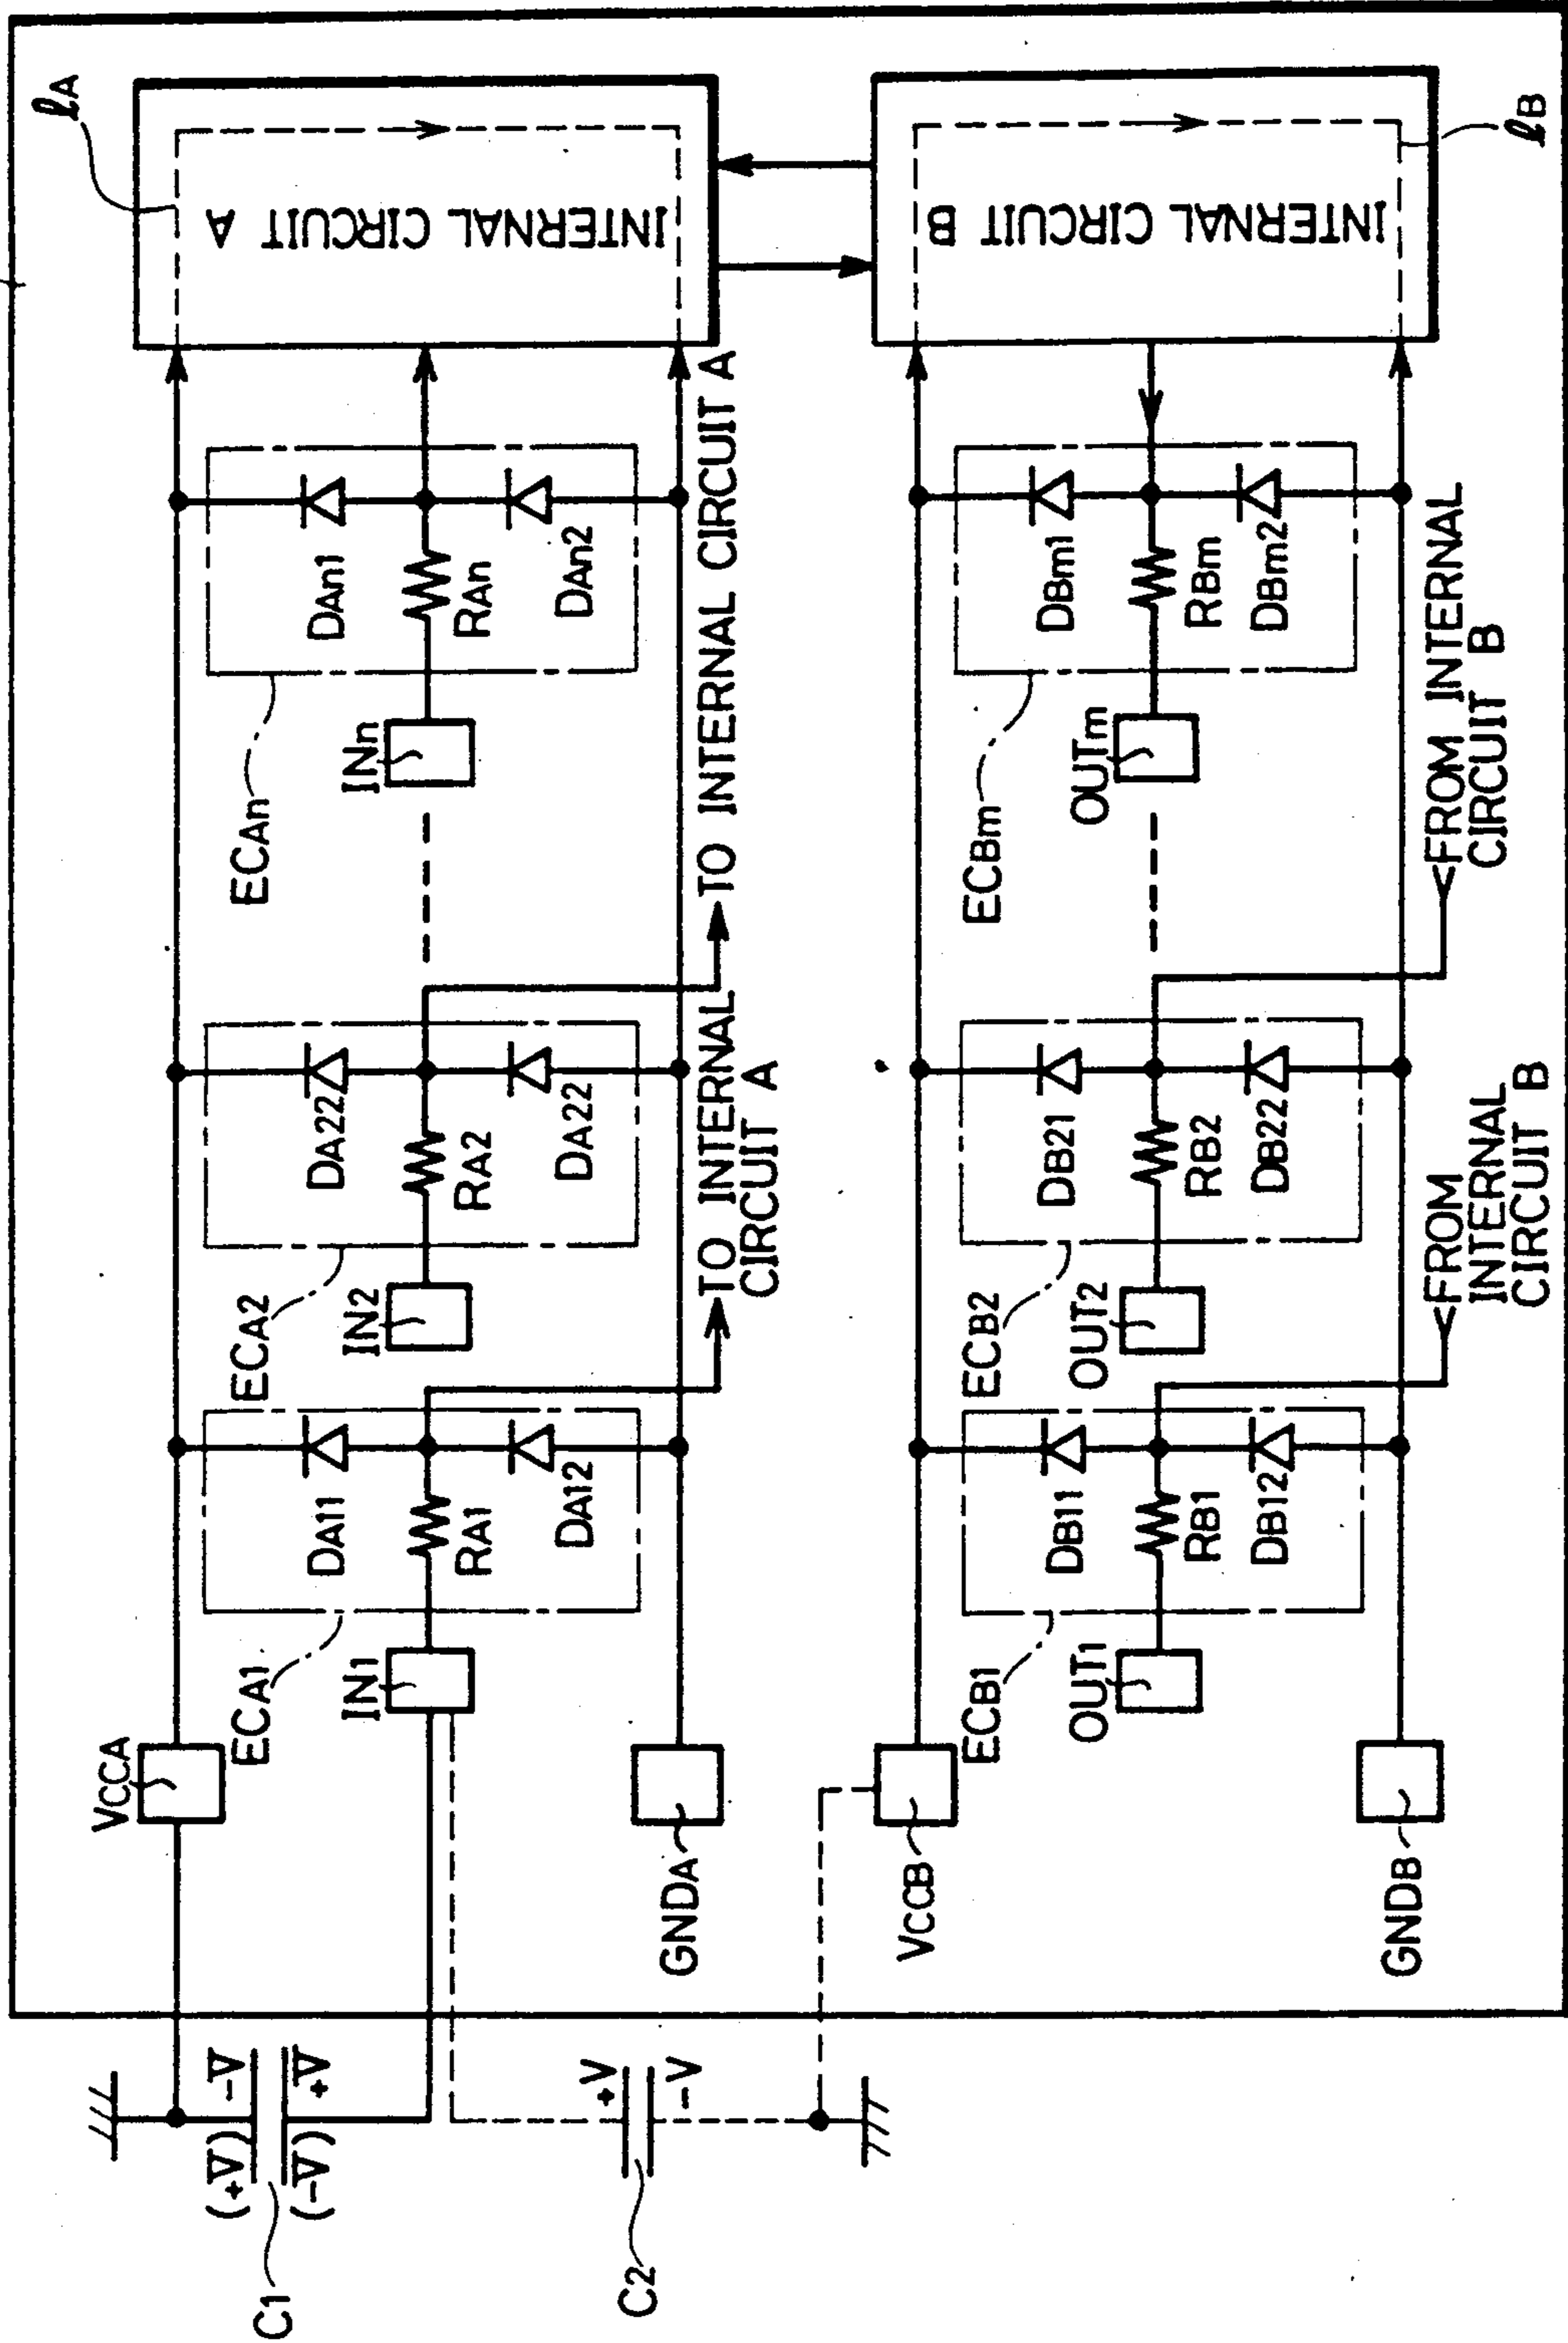 ℓA
INTERNAL CIRCUIT A
INTERNAL CIRCUIT B
ℓB
DAn1
RAn
DAn2
ECAn
INn
TO INTERNAL CIRCUIT A
DBm1
RBm
DBm2
ECBm
OUTm
FROM INTERNAL
CIRCUIT B
DA22
RA2
DA22
ECA2
IN2
TO INTERNAL
CIRCUIT A
DB21
RB2
DB22
ECB2
OUT2
FROM
INTERNAL
CIRCUIT B
DA11
RA1
DA12
ECA1
IN1
DB11
RB1
DB12
ECB1
OUT1
VCCA
GNDA
VCCB
GNDB
(+V) -V
(-V) +V
C1
+V
-V
C2